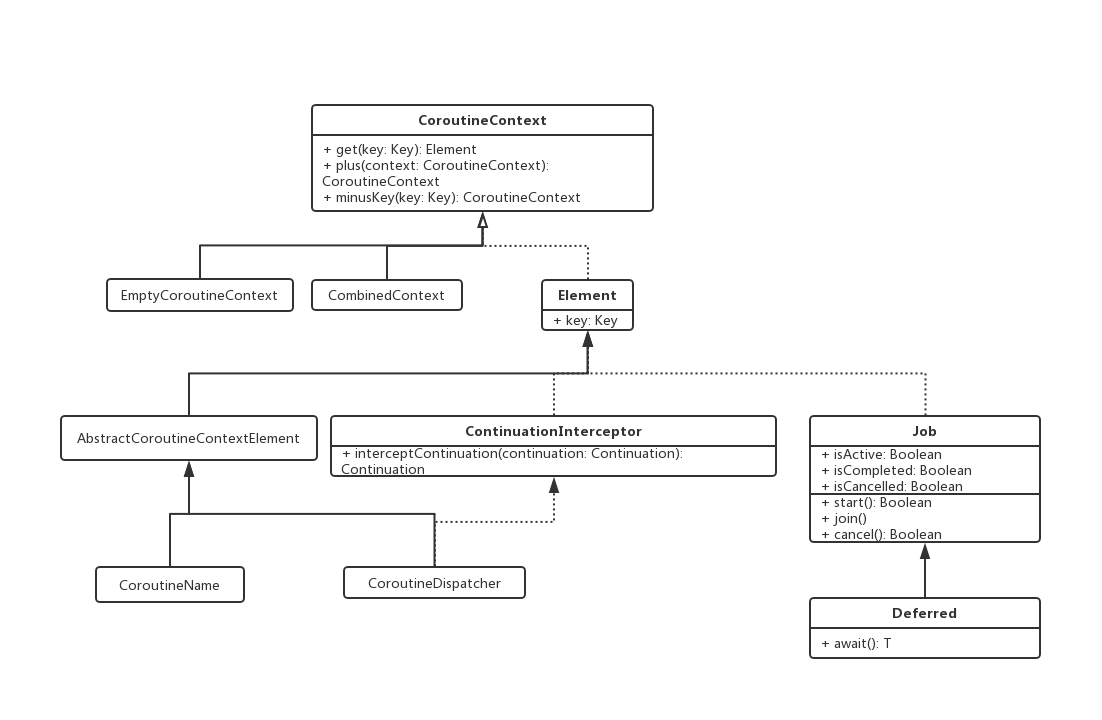 CoroutineContext
+ get(key: Key): Element
+ plus(context: CoroutineContext):
CoroutineContext
+ minusKey(key: Key): CoroutineContext
EmptyCoroutineContext
CombinedContext
Element
+ key: Key
AbstractCoroutineContextElement
ContinuationInterceptor
+ interceptContinuation(continuation: Continuation):
Continuation
Job
+ isActive: Boolean
+ isCompleted: Boolean
+ isCancelled: Boolean
+ start(): Boolean
+ join()
+ cancel(): Boolean
CoroutineName
CoroutineDispatcher
Deferred
+ await(): T